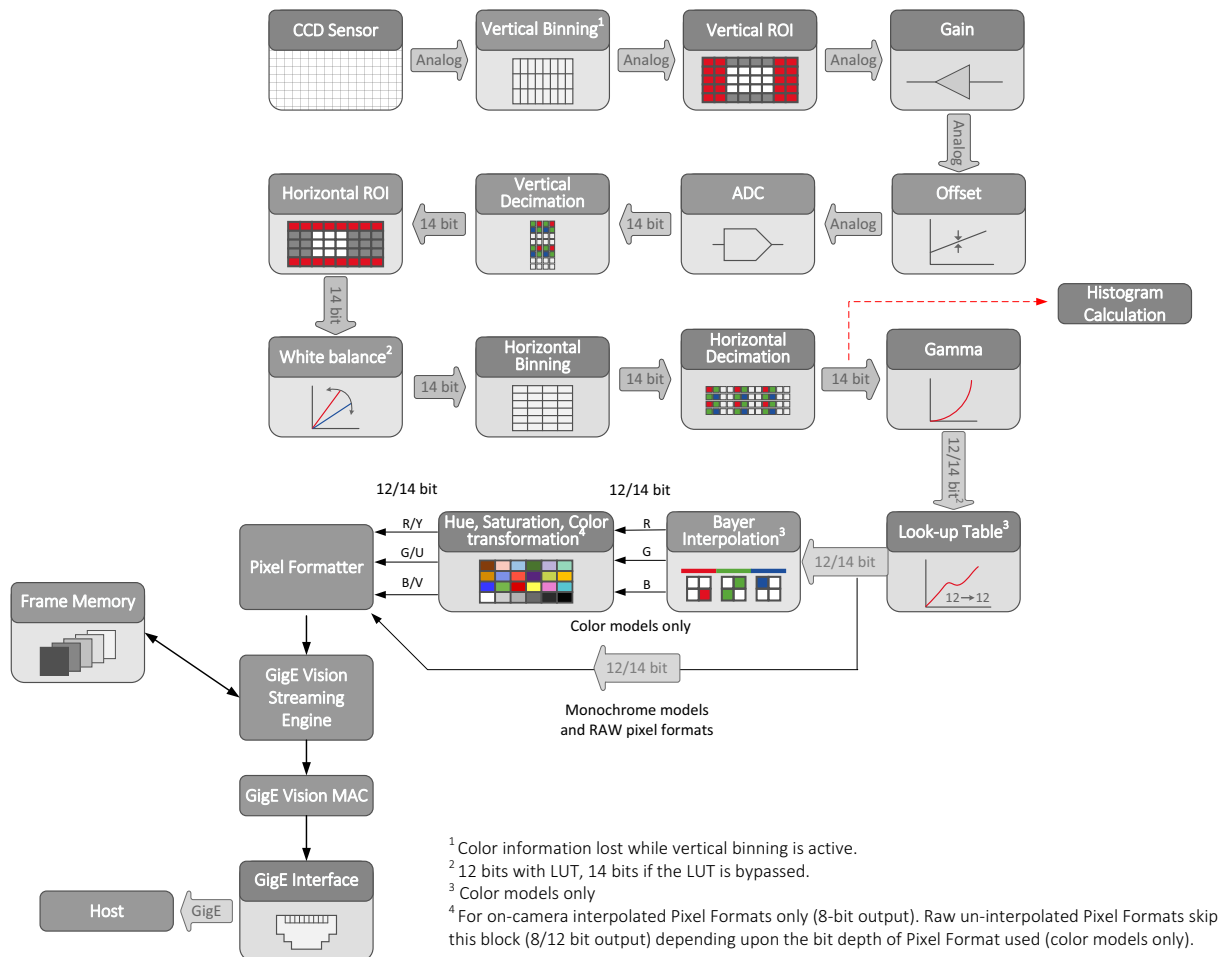 CCD Sensor
Analog
Vertical Binning1
Analog
Vertical ROI
Analog
Gain
Analog
Offset
Analog
ADC
14 bit
Vertical
Decimation
14 bit
Horizontal ROI
14 bit
White balance2
14 bit
Horizontal
Binning
14 bit
Horizontal
Decimation
14 bit
Histogram
Calculation
Gamma
12/14 bit2
Look-up Table3
12→12
12/14 bit
Bayer
Interpolation3
12/14 bit
R
G
B
Hue, Saturation, Color
transformation4
12/14 bit
R/Y
G/U
B/V
Color models only
12/14 bit
Monochrome models
and RAW pixel formats
Pixel Formatter
Frame Memory
GigE Vision
Streaming
Engine
GigE Vision MAC
GigE Interface
GigE
Host
1 Color information lost while vertical binning is active.
2 12 bits with LUT, 14 bits if the LUT is bypassed.
3 Color models only
4 For on-camera interpolated Pixel Formats only (8-bit output). Raw un-interpolated Pixel Formats skip
this block (8/12 bit output) depending upon the bit depth of Pixel Format used (color models only).